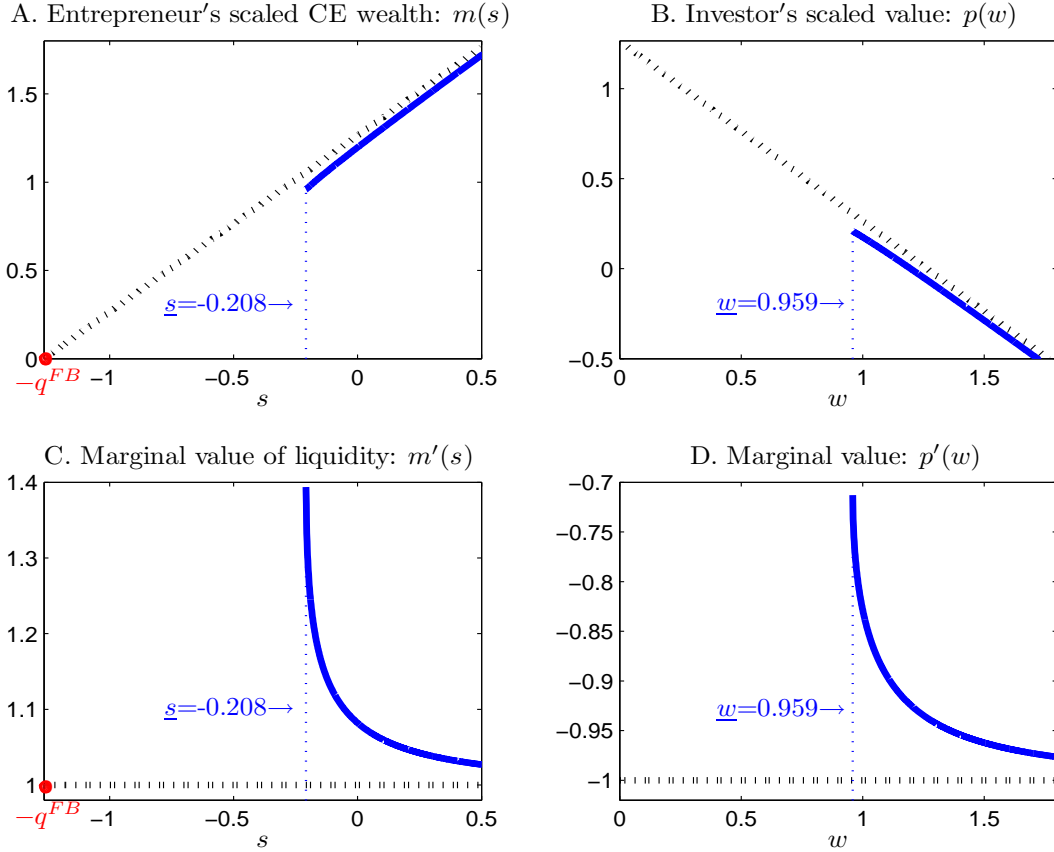 A. Entrepreneur's scaled CE wealth: m(s)
1.5
1
0.5
0
s=-0.208→
−q^{FB}
−1
−0.5
0
0.5
s
B. Investor's scaled value: p(w)
1
0.5
0
−0.5
w=0.959→
0
0.5
1
1.5
w
C. Marginal value of liquidity: m′(s)
1.4
1.3
1.2
1.1
1
s=-0.208→
−q^{FB}
−1
−0.5
0
0.5
s
D. Marginal value: p′(w)
−0.7
−0.75
−0.8
−0.85
−0.9
−0.95
−1
w=0.959→
0
0.5
1
1.5
w